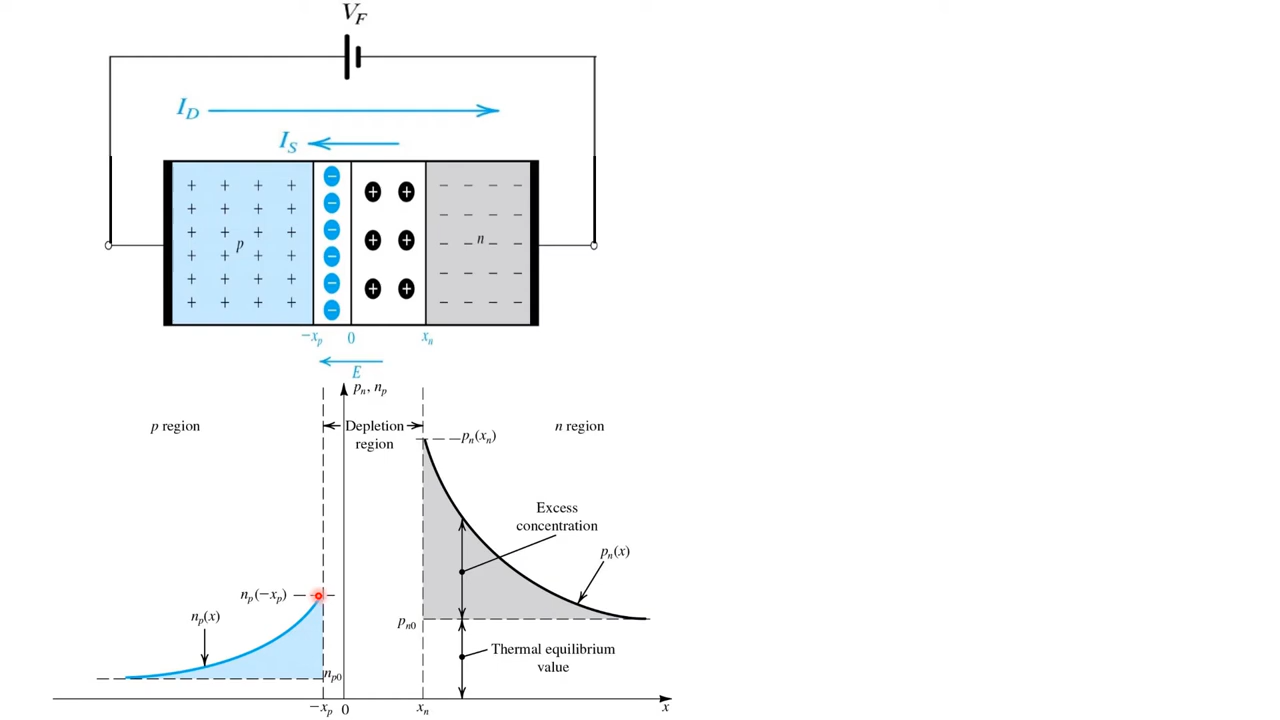 V_F
I_D
I_S
+ + + +
+ + + +
+ + + +
+ + + +
+ + + +
+ + + +
p
− − − − − −
+ +
+ +
+ +
− − − −
− − − −
− − − −
− − − −
− − − −
n
−x_p 0 x_n
E
p_n, n_p
p region
Depletion
region
n region
p_n(x_n)
Excess
concentration
p_n(x)
n_p(−x_p)
n_p(x)
p_n0
Thermal equilibrium
value
n_p0
−x_p 0 x_n x